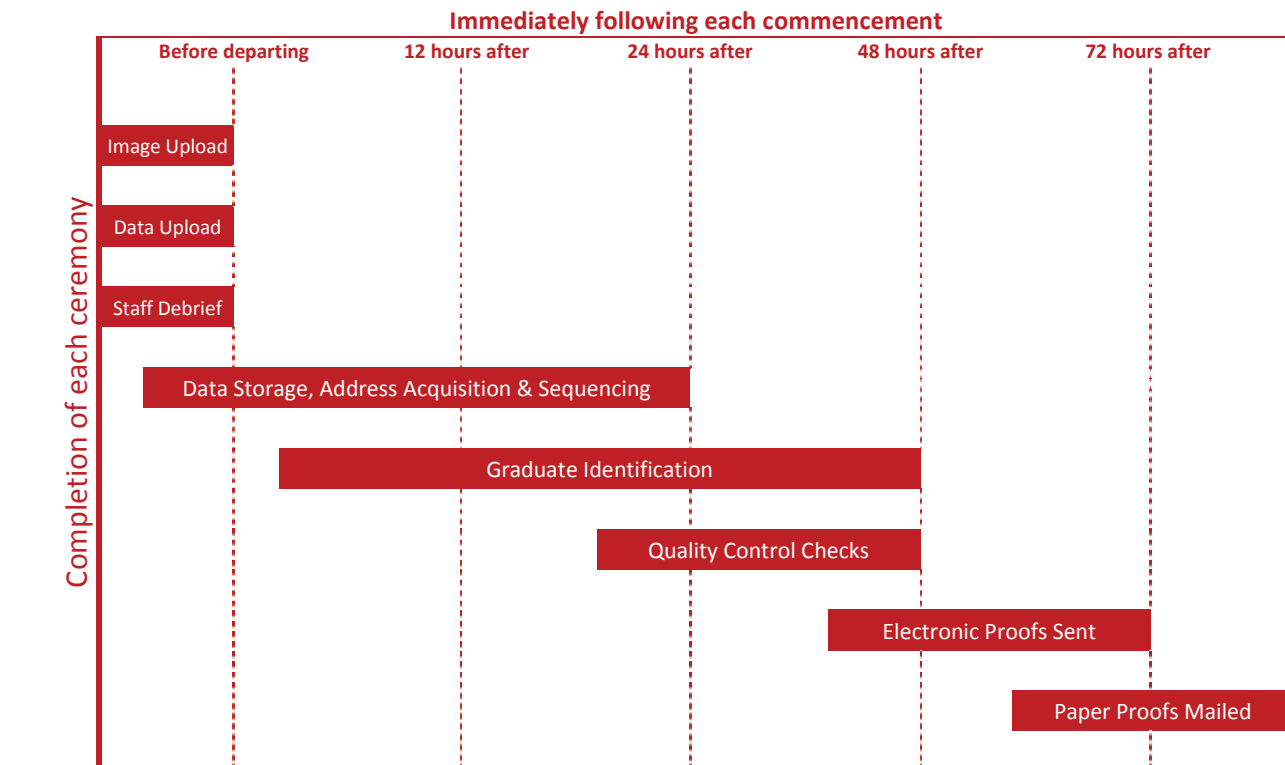 Immediately following each commencement
Before departing
12 hours after
24 hours after
48 hours after
72 hours after
Completion of each ceremony
Image Upload
Data Upload
Staff Debrief
Data Storage, Address Acquisition & Sequencing
Graduate Identification
Quality Control Checks
Electronic Proofs Sent
Paper Proofs Mailed